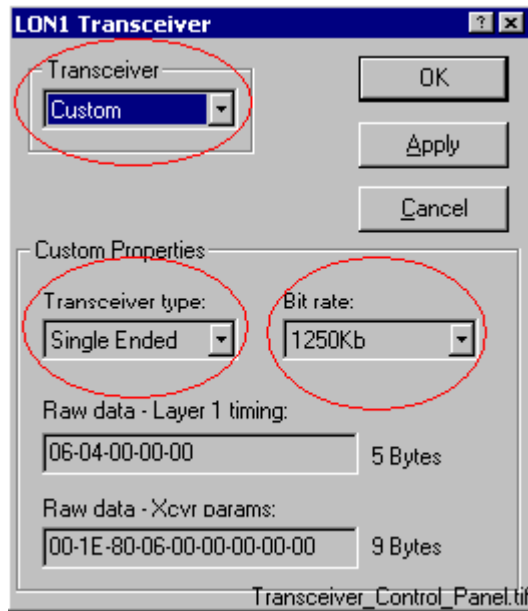 LON1 Transceiver
Transceiver
Custom
OK
Apply
Cancel
Custom Properties
Transceiver type:
Single Ended
Bit rate:
1250Kb
Raw data - Layer 1 timing:
06-04-00-00-00
5 Bytes
Raw data - Xcvr params:
00-1E-80-06-00-00-00-00-00
9 Bytes
Transceiver_Control_Panel.tif